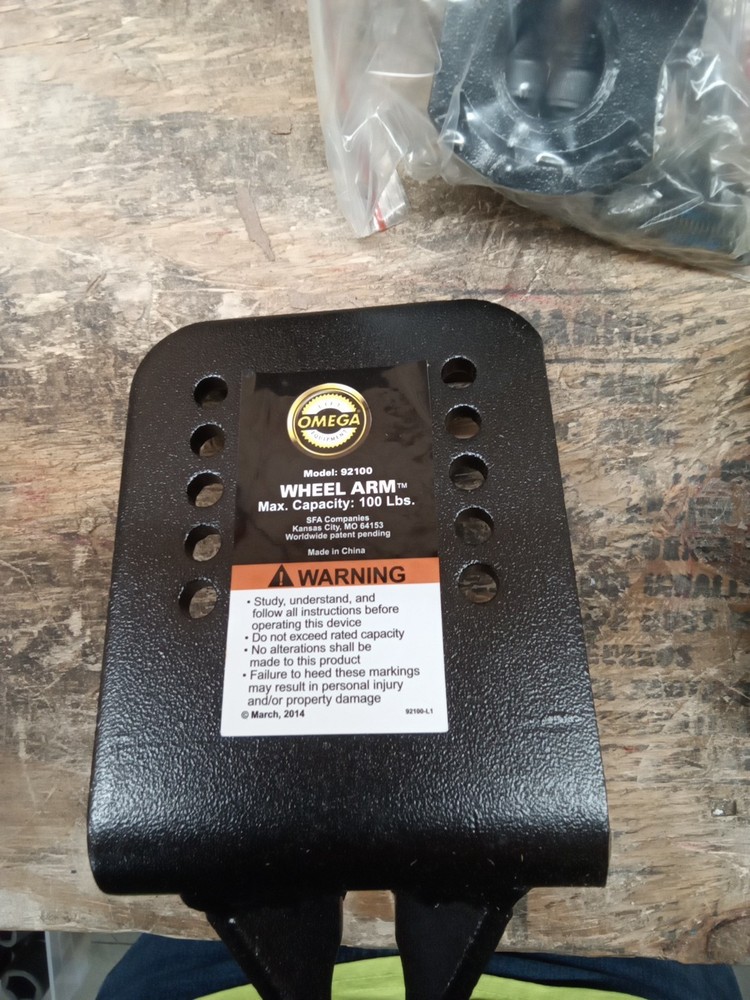 LIFT
OMEGA
EQUIPMENT
Model: 92100
WHEEL ARM™
Max. Capacity: 100 Lbs.
SFA Companies
Kansas City, MO 64153
Worldwide patent pending
Made in China
WARNING
• Study, understand, and
follow all instructions before
operating this device
• Do not exceed rated capacity
• No alterations shall be
made to this product
• Failure to heed these markings
may result in personal injury
and/or property damage
© March, 2014
92100-L1